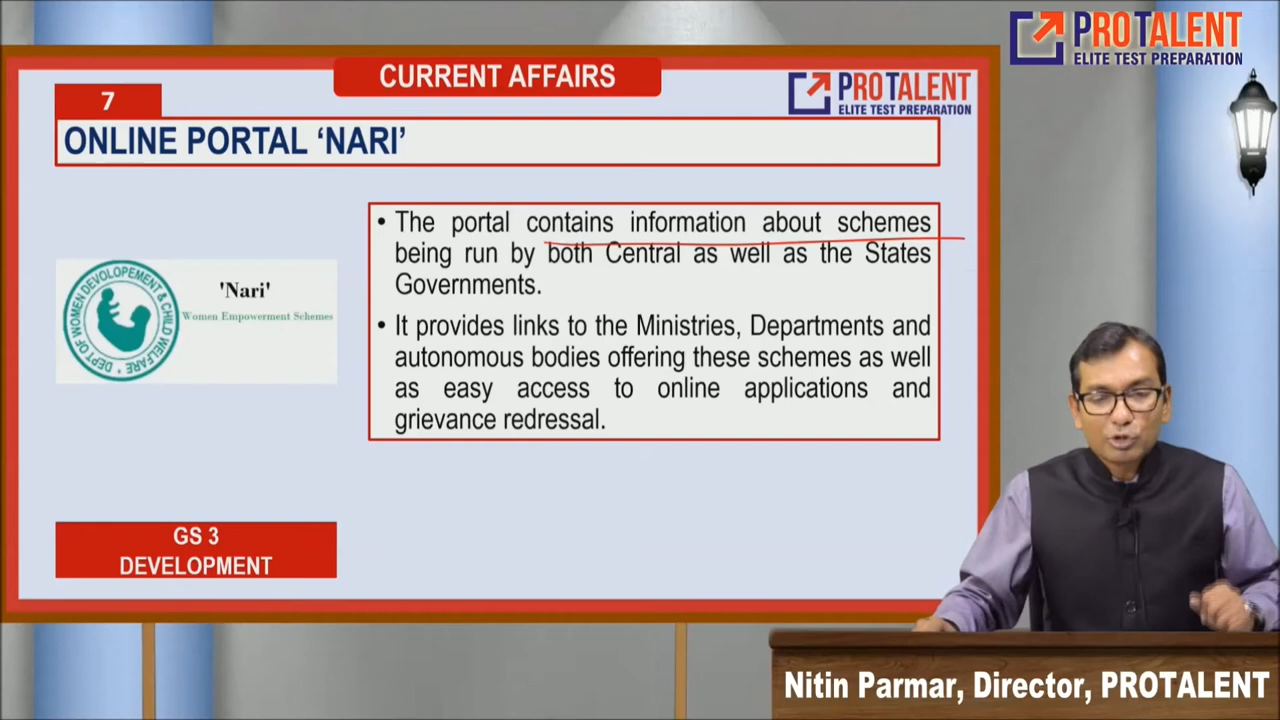 PROTALENT
ELITE TEST PREPARATION
CURRENT AFFAIRS
PROTALENT
ELITE TEST PREPARATION
7
ONLINE PORTAL ‘NARI’
• The portal contains information about schemes
being run by both Central as well as the States
Governments.
• It provides links to the Ministries, Departments and
autonomous bodies offering these schemes as well
as easy access to online applications and
grievance redressal.
DEPT OF WOMEN DEVOLOPEMENT & CHILD WELFARE *
'Nari'
Women Empowerment Schemes
GS 3
DEVELOPMENT
Nitin Parmar, Director, PROTALENT